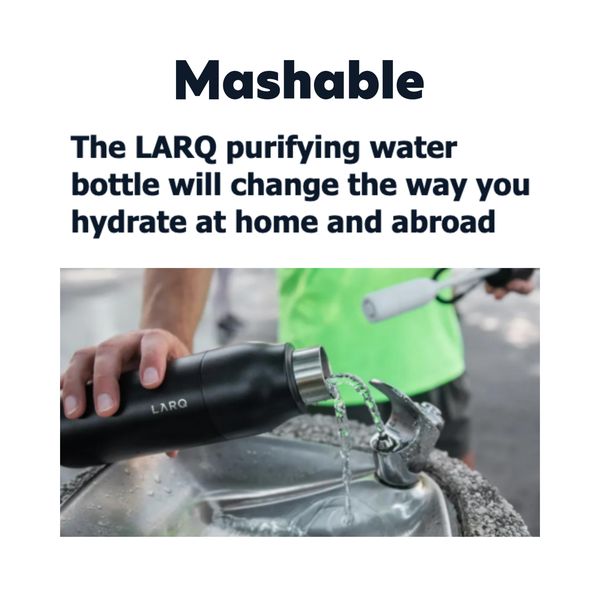 Mashable
The LARQ purifying water
bottle will change the way you
hydrate at home and abroad
LARQ